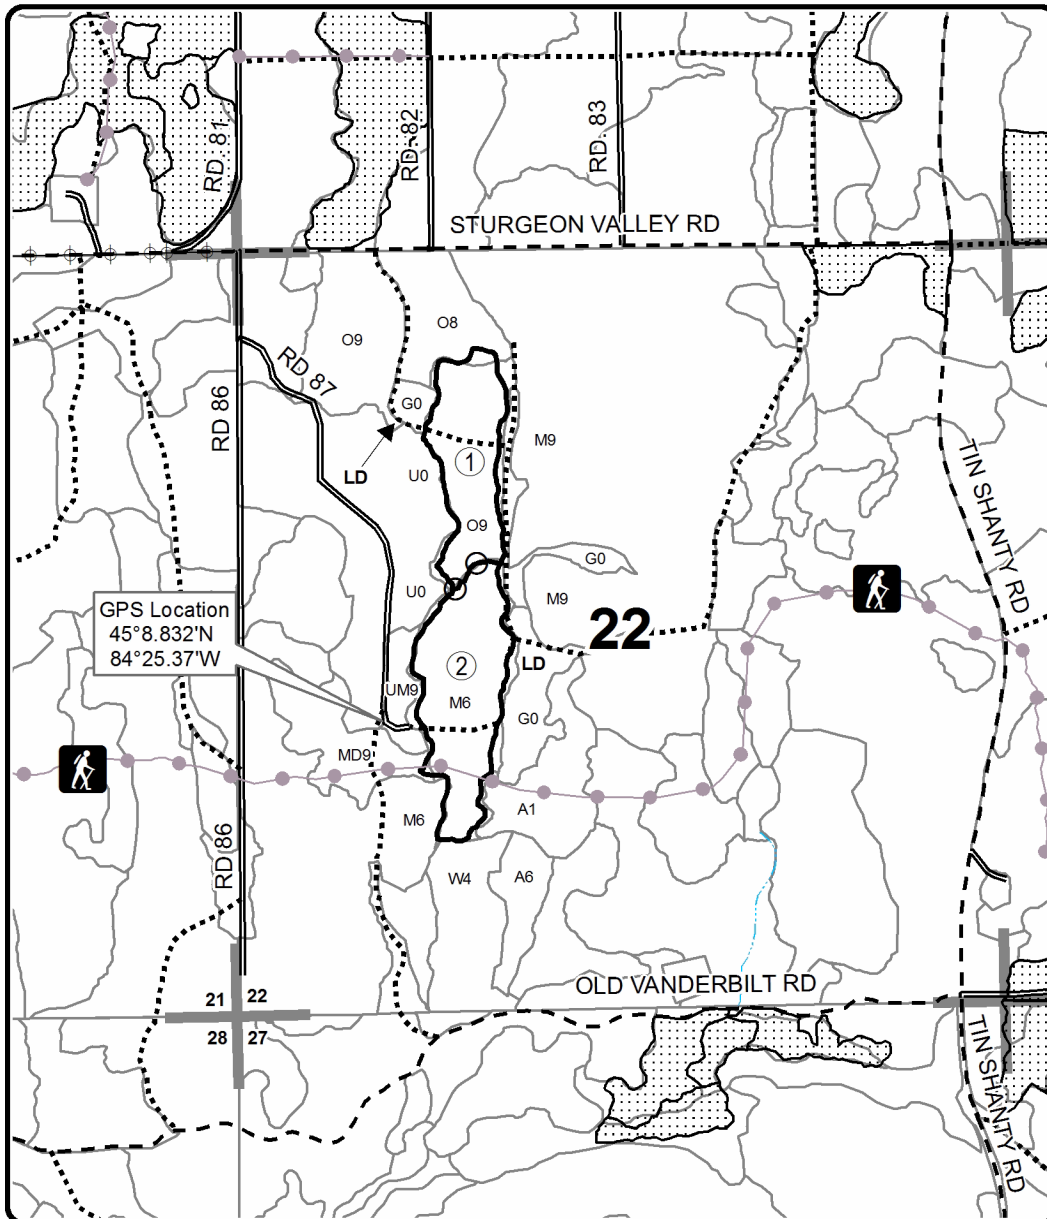 RD. 81
RD. 82
RD. 83
STURGEON VALLEY RD
O8
O9
RD 87
RD 86
G0
M9
TIN SHANTY RD
1
LD
U0
O9
G0
U0
M9
22
GPS Location
45°8.832'N
84°25.37'W
2
LD
UM9
M6
G0
MD9
A1
M6
RD 86
W4
A6
OLD VANDERBILT RD
21 22
28 27
TIN SHANTY RD